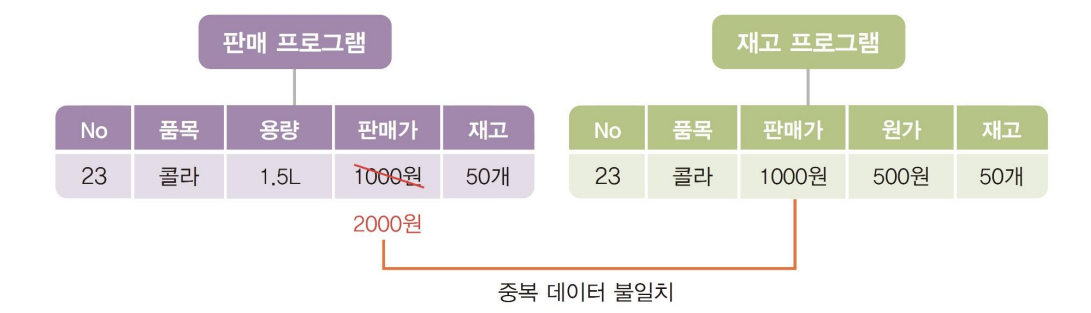 판매 프로그램
재고 프로그램
No 품목 용량 판매가 재고
23 콜라 1.5L 1000원 50개
2000원
No 품목 판매가 원가 재고
23 콜라 1000원 500원 50개
중복 데이터 불일치